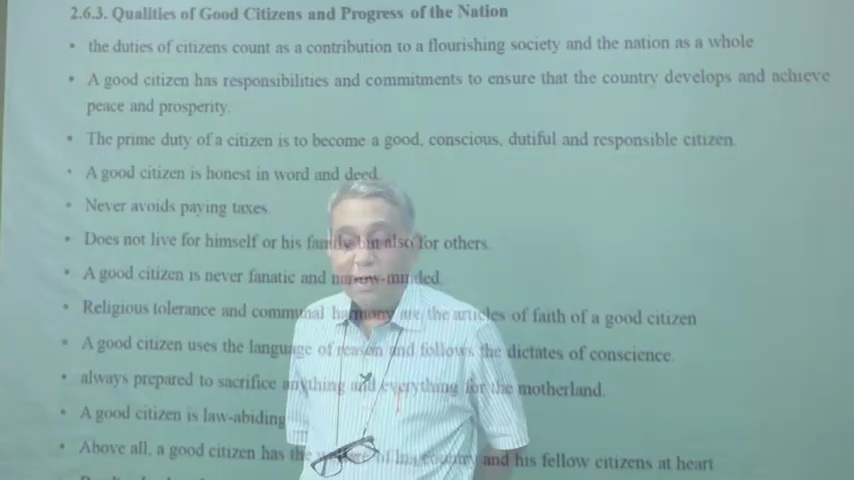 2.6.3. Qualities of Good Citizens and Progress of the Nation
• the duties of citizens count as a contribution to a flourishing society and the nation as a whole
• A good citizen has responsibilities and commitments to ensure that the country develops and achieve
peace and prosperity.
• The prime duty of a citizen is to become a good, conscious, dutiful and responsible citizen.
• A good citizen is honest in word and deed.
• Never avoids paying taxes.
• Does not live for himself or his family but also for others.
• A good citizen is never fanatic and narrow-minded.
• Religious tolerance and communal harmony are the articles of faith of a good citizen
• A good citizen uses the language of reason and follows the dictates of conscience.
• always prepared to sacrifice anything and everything for the motherland.
• A good citizen is law-abiding
• Above all, a good citizen has the of his country and his fellow citizens at heart